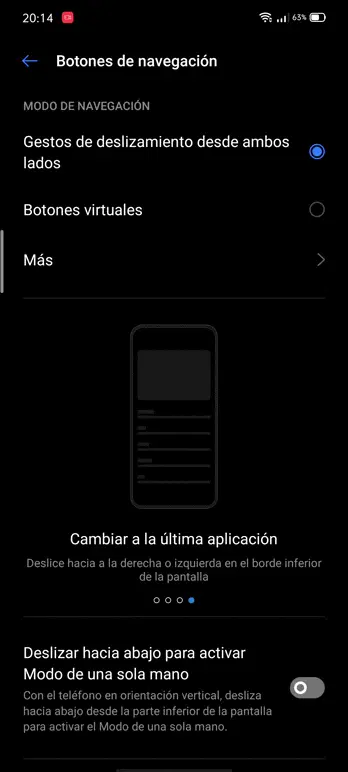 20:14
63%
Botones de navegación
MODO DE NAVEGACIÓN
Gestos de deslizamiento desde ambos
lados
Botones virtuales
Más
Cambiar a la última aplicación
Deslice hacia a la derecha o izquierda en el borde inferior
de la pantalla
Deslizar hacia abajo para activar
Modo de una sola mano
Con el teléfono en orientación vertical, desliza
hacia abajo desde la parte inferior de la pantalla
para activar el Modo de una sola mano.